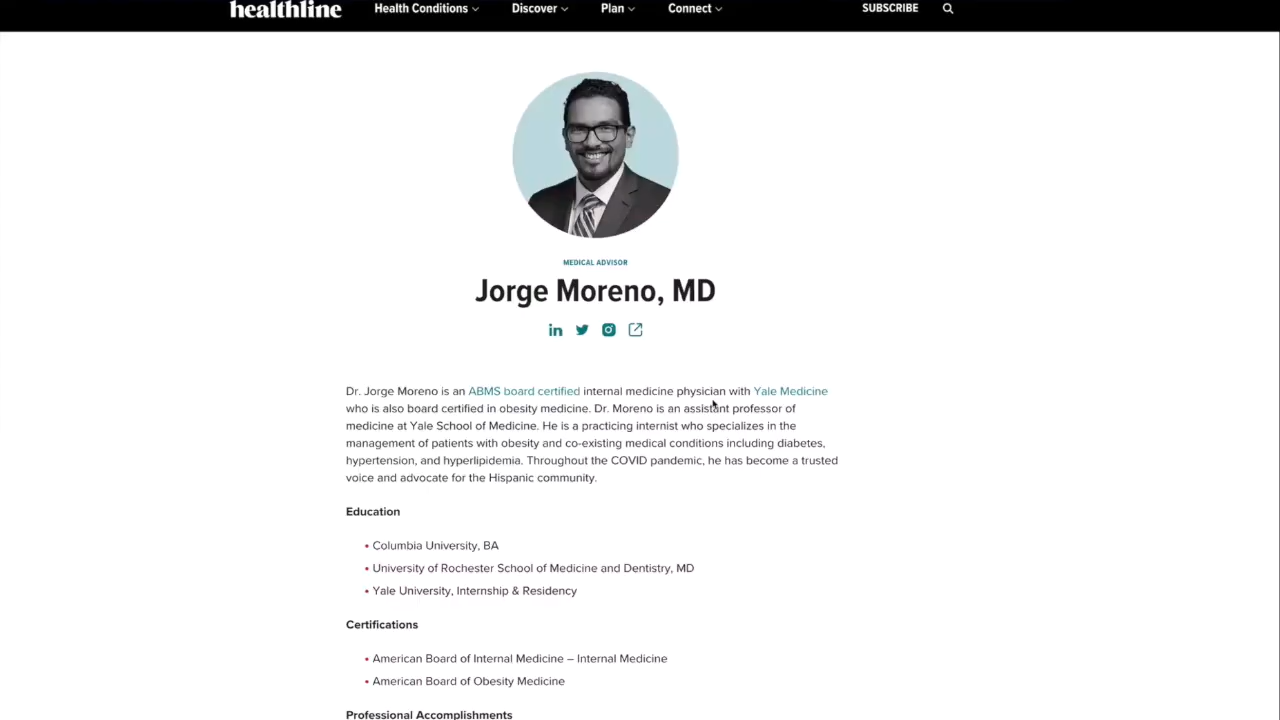 healthline
Health Conditions
Discover
Plan
Connect
SUBSCRIBE
MEDICAL ADVISOR
Jorge Moreno, MD
in
Dr. Jorge Moreno is an ABMS board certified internal medicine physician with Yale Medicine
who is also board certified in obesity medicine. Dr. Moreno is an assistant professor of
medicine at Yale School of Medicine. He is a practicing internist who specializes in the
management of patients with obesity and co-existing medical conditions including diabetes,
hypertension, and hyperlipidemia. Throughout the COVID pandemic, he has become a trusted
voice and advocate for the Hispanic community.
Education
• Columbia University, BA
• University of Rochester School of Medicine and Dentistry, MD
• Yale University, Internship & Residency
Certifications
• American Board of Internal Medicine – Internal Medicine
• American Board of Obesity Medicine
Professional Accomplishments